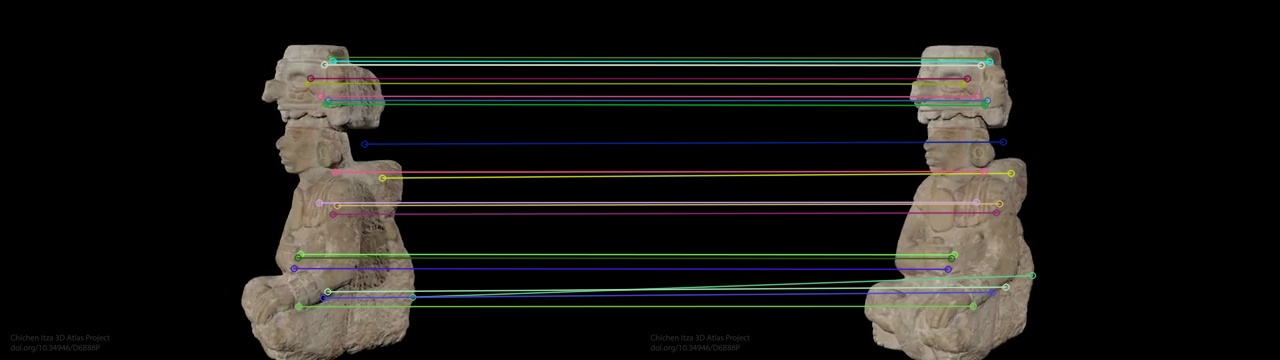 Chichen Itza 3D Atlas Project
doi.org/10.34946/D6B88P
Chichen Itza 3D Atlas Project
doi.org/10.34946/D6B88P